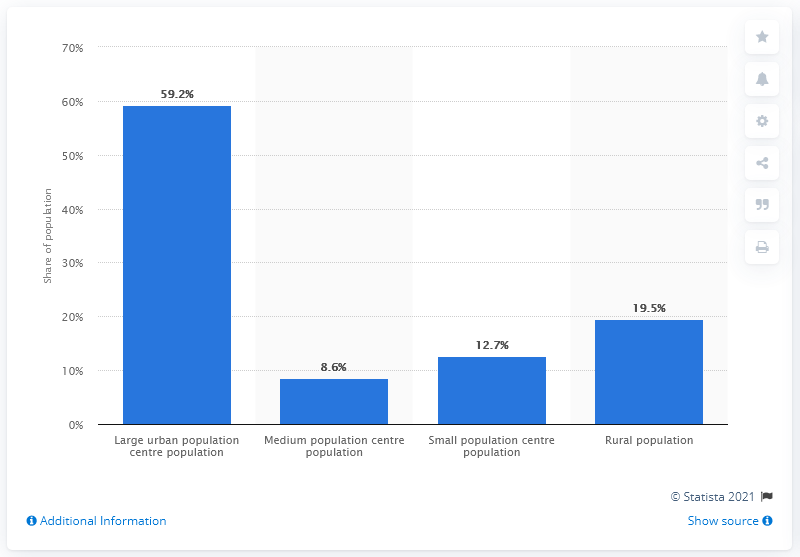 70%
60%
50%
40%
30%
20%
10%
0%
Share of population
59.2%
8.6%
12.7%
19.5%
Large urban population
centre population
Medium population centre
population
Small population centre
population
Rural population
© Statista 2021
Additional Information
Show source